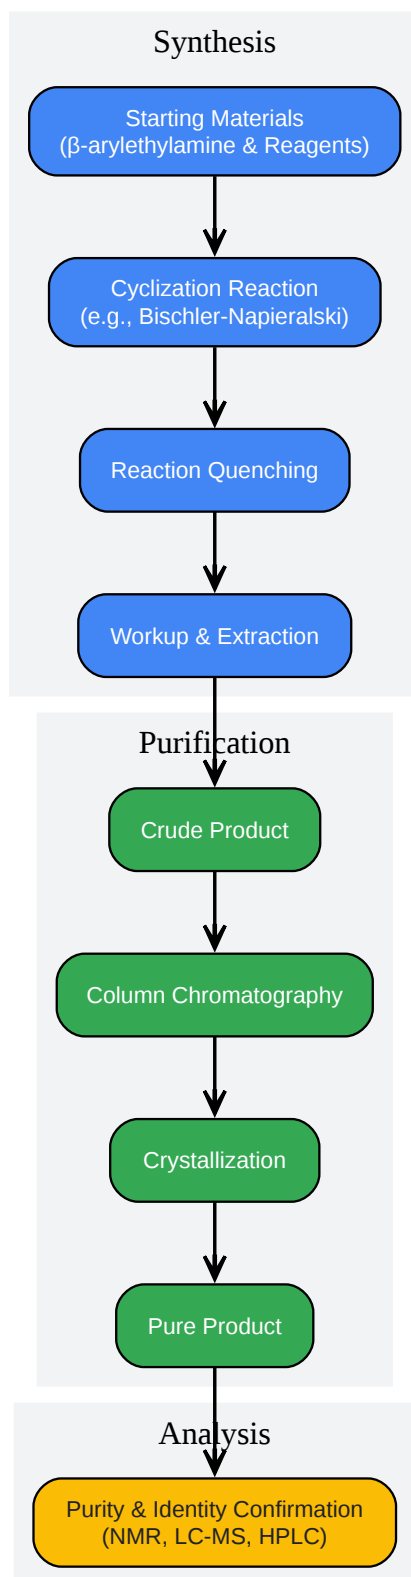 Synthesis
Starting Materials
(β-arylethylamine & Reagents)
Cyclization Reaction
(e.g., Bischler-Napieralski)
Reaction Quenching
Workup & Extraction
Purification
Crude Product
Column Chromatography
Crystallization
Pure Product
Analysis
Purity & Identity Confirmation
(NMR, LC-MS, HPLC)